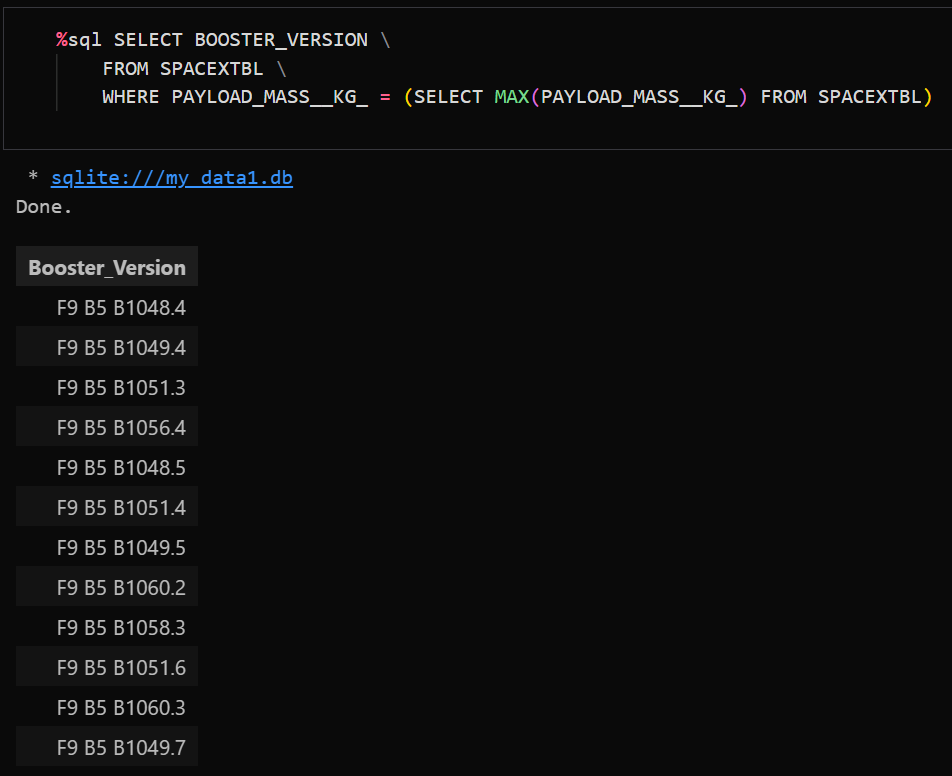 %sql SELECT BOOSTER_VERSION \
FROM SPACEXTBL \
WHERE PAYLOAD_MASS__KG_ = (SELECT MAX(PAYLOAD_MASS__KG_) FROM SPACEXTBL)
* sqlite:///my_data1.db
Done.
Booster_Version
F9 B5 B1048.4
F9 B5 B1049.4
F9 B5 B1051.3
F9 B5 B1056.4
F9 B5 B1048.5
F9 B5 B1051.4
F9 B5 B1049.5
F9 B5 B1060.2
F9 B5 B1058.3
F9 B5 B1051.6
F9 B5 B1060.3
F9 B5 B1049.7